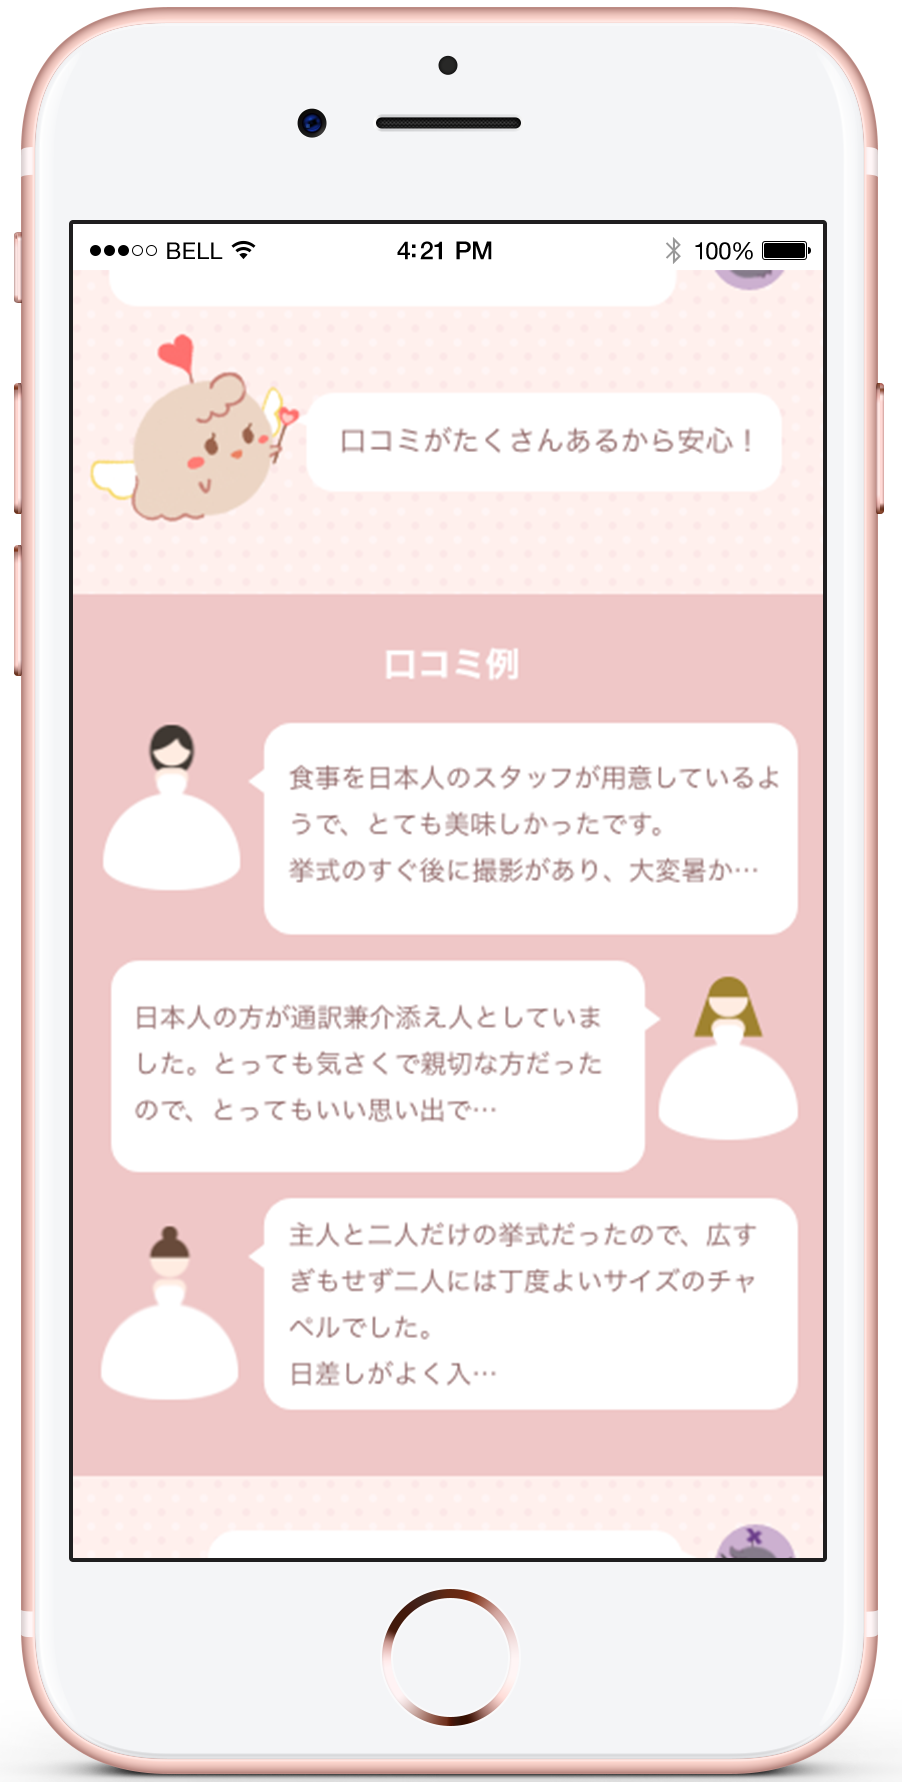 ●●●○○ BELL 4:21 PM 100%
口コミがたくさんあるから安心！
口コミ例
食事を日本人のスタッフが用意しているよ
うで、とても美味しかったです。
挙式のすぐ後に撮影があり、大変暑か…
日本人の方が通訳兼介添え人としていま
した。とっても気さくで親切な方だった
ので、とってもいい思い出で…
主人と二人だけの挙式だったので、広す
ぎもせず二人には丁度よいサイズのチャ
ペルでした。
日差しがよく入…